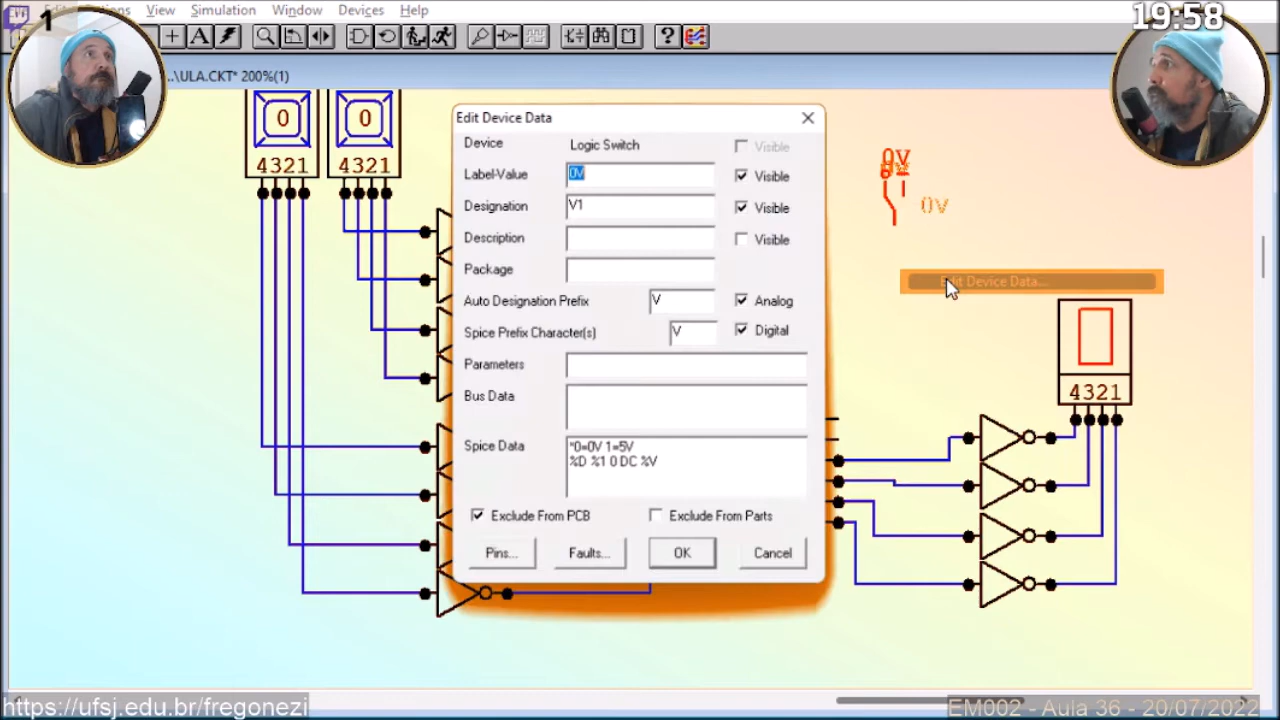 1
19:58
Options View Simulation Window Devices Help
A ?
..\ULA.CKT* 200%(1)
0 0
4321 4321
Edit Device Data
Device Logic Switch Visible
Label-Value 0V Visible
Designation V1 Visible
Description Visible
Package
Auto Designation Prefix V Analog
Spice Prefix Character(s) V Digital
Parameters
Bus Data
Spice Data *0=0V 1=5V
%D %1 0 DC %V
Exclude From PCB Exclude From Parts
Pins... Faults... OK Cancel
0V
0V
Edit Device Data...
4321
https://ufsj.edu.br/fregonezi
EM002 - Aula 36 - 20/07/2022